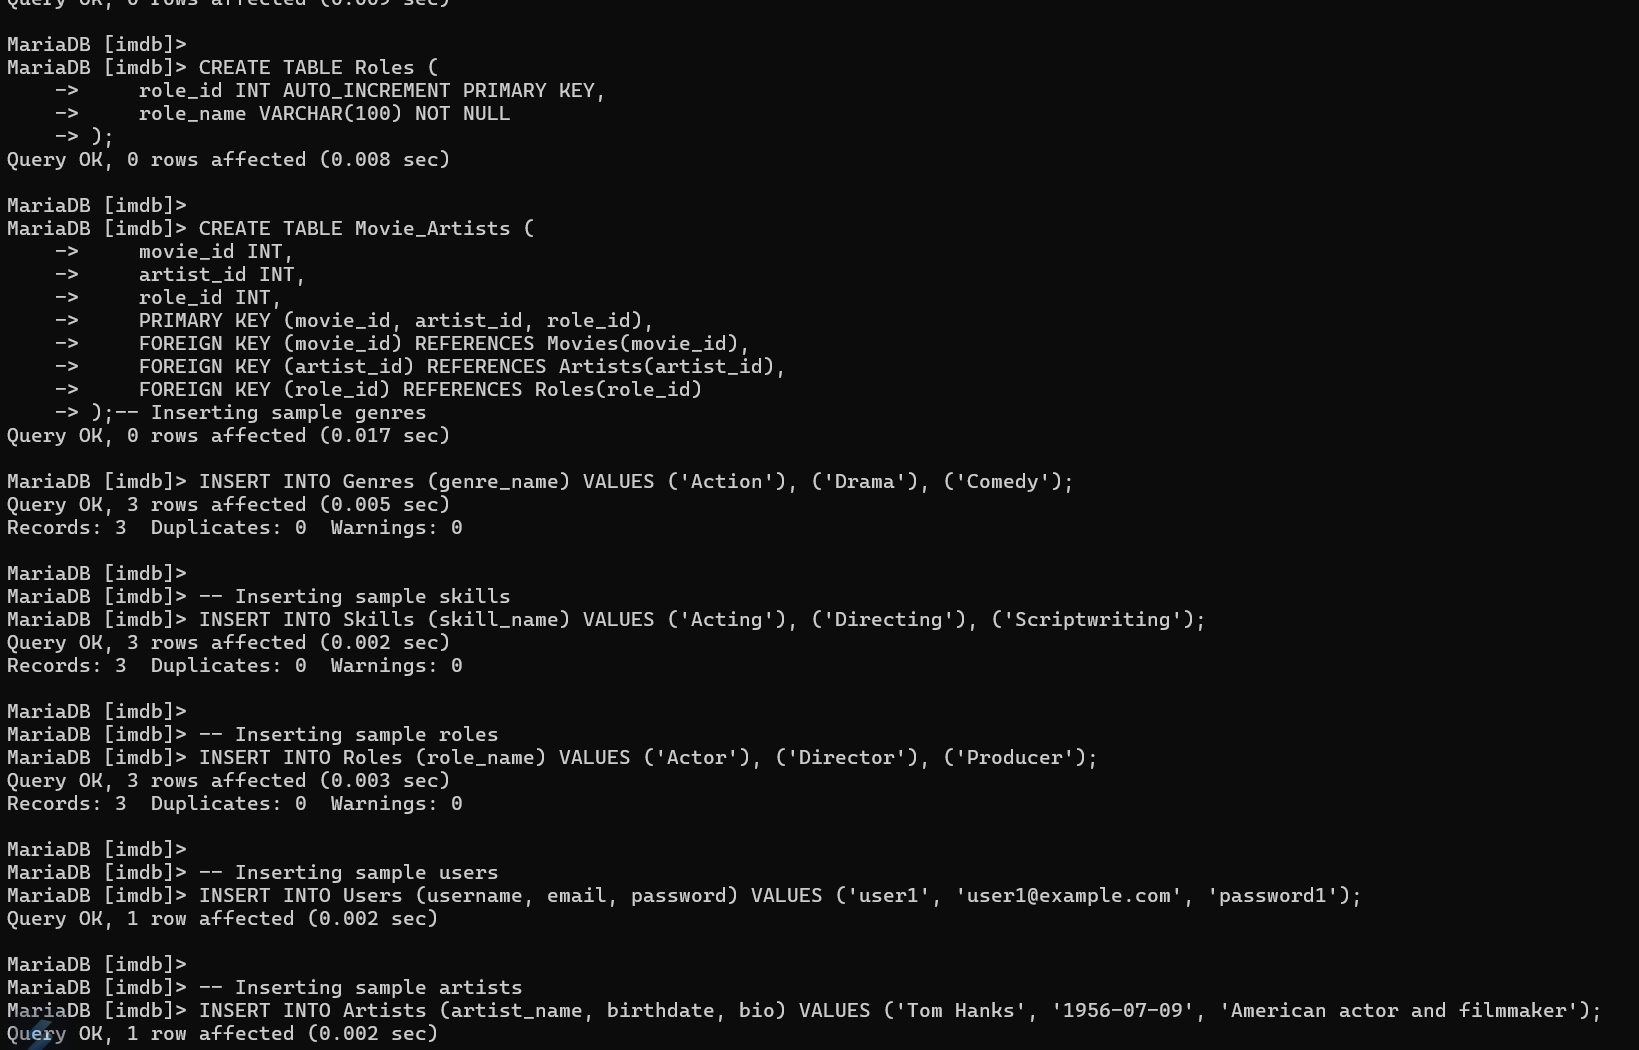 Query OK, 0 rows affected (0.009 sec)
MariaDB [imdb]>
MariaDB [imdb]> CREATE TABLE Roles (
    ->     role_id INT AUTO_INCREMENT PRIMARY KEY,
    ->     role_name VARCHAR(100) NOT NULL
    -> );
Query OK, 0 rows affected (0.008 sec)
MariaDB [imdb]>
MariaDB [imdb]> CREATE TABLE Movie_Artists (
    ->     movie_id INT,
    ->     artist_id INT,
    ->     role_id INT,
    ->     PRIMARY KEY (movie_id, artist_id, role_id),
    ->     FOREIGN KEY (movie_id) REFERENCES Movies(movie_id),
    ->     FOREIGN KEY (artist_id) REFERENCES Artists(artist_id),
    ->     FOREIGN KEY (role_id) REFERENCES Roles(role_id)
    -> );-- Inserting sample genres
Query OK, 0 rows affected (0.017 sec)
MariaDB [imdb]> INSERT INTO Genres (genre_name) VALUES ('Action'), ('Drama'), ('Comedy');
Query OK, 3 rows affected (0.005 sec)
Records: 3  Duplicates: 0  Warnings: 0
MariaDB [imdb]>
MariaDB [imdb]> -- Inserting sample skills
MariaDB [imdb]> INSERT INTO Skills (skill_name) VALUES ('Acting'), ('Directing'), ('Scriptwriting');
Query OK, 3 rows affected (0.002 sec)
Records: 3  Duplicates: 0  Warnings: 0
MariaDB [imdb]>
MariaDB [imdb]> -- Inserting sample roles
MariaDB [imdb]> INSERT INTO Roles (role_name) VALUES ('Actor'), ('Director'), ('Producer');
Query OK, 3 rows affected (0.003 sec)
Records: 3  Duplicates: 0  Warnings: 0
MariaDB [imdb]>
MariaDB [imdb]> -- Inserting sample users
MariaDB [imdb]> INSERT INTO Users (username, email, password) VALUES ('user1', 'user1@example.com', 'password1');
Query OK, 1 row affected (0.002 sec)
MariaDB [imdb]>
MariaDB [imdb]> -- Inserting sample artists
MariaDB [imdb]> INSERT INTO Artists (artist_name, birthdate, bio) VALUES ('Tom Hanks', '1956-07-09', 'American actor and filmmaker');
Query OK, 1 row affected (0.002 sec)